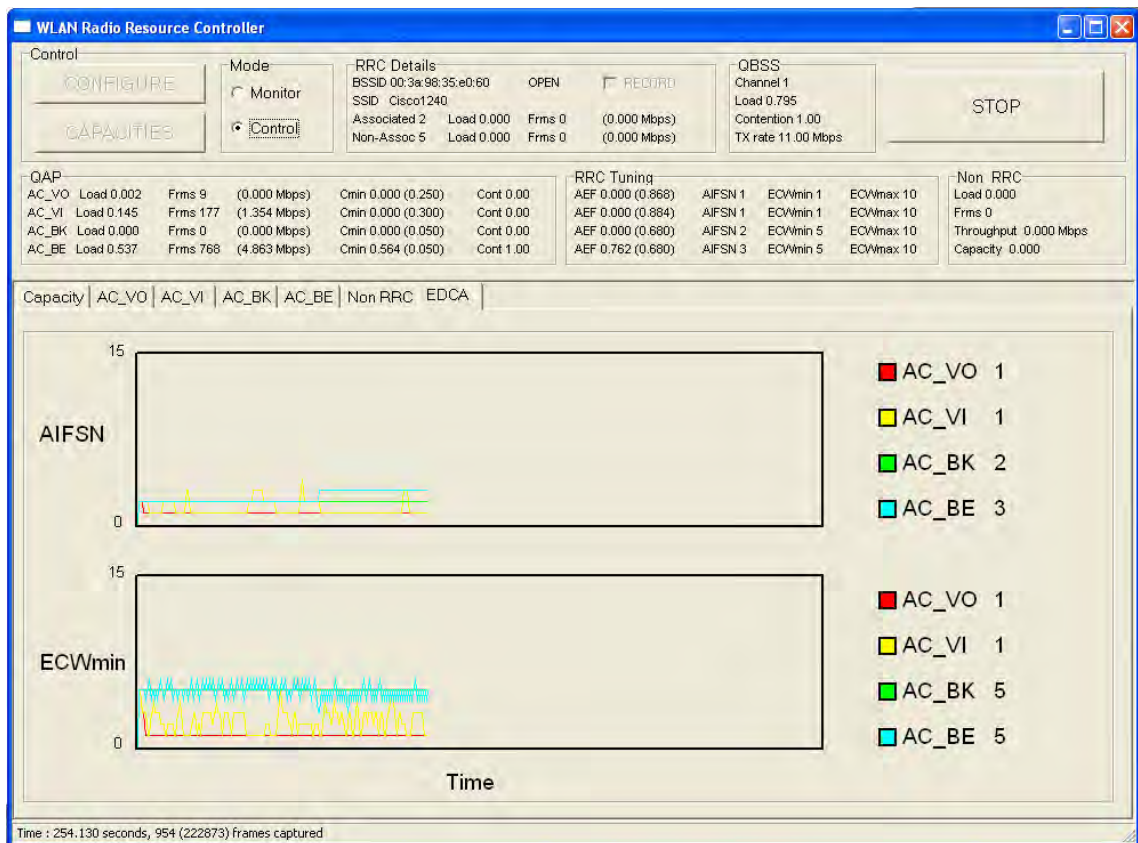 WLAN Radio Resource Controller
Control
CONFIGURE
CAPAUITIES
Mode
Monitor
Control
RRC Details
BSSID 00:3a:98:35:e0:60 OPEN RECORD
SSID Cisco1240
Associated 2 Load 0.000 Frms 0 (0.000 Mbps)
Non-Assoc 5 Load 0.000 Frms 0 (0.000 Mbps)
QBSS
Channel 1
Load 0.795
Contention 1.00
TX rate 11.00 Mbps
STOP
QAP
AC_VO Load 0.002 Frms 9 (0.000 Mbps) Cmin 0.000 (0.250) Cont 0.00
AC_VI Load 0.145 Frms 177 (1.354 Mbps) Cmin 0.000 (0.300) Cont 0.00
AC_BK Load 0.000 Frms 0 (0.000 Mbps) Cmin 0.000 (0.050) Cont 0.00
AC_BE Load 0.537 Frms 768 (4.863 Mbps) Cmin 0.564 (0.050) Cont 1.00
RRC Tuning
AEF 0.000 (0.868) AIFSN 1 ECWmin 1 ECWmax 10
AEF 0.000 (0.884) AIFSN 1 ECWmin 1 ECWmax 10
AEF 0.000 (0.680) AIFSN 2 ECWmin 5 ECWmax 10
AEF 0.762 (0.680) AIFSN 3 ECWmin 5 ECWmax 10
Non RRC
Load 0.000
Frms 0
Throughput 0.000 Mbps
Capacity 0.000
Capacity AC_VO AC_VI AC_BK AC_BE Non RRC EDCA
15
AIFSN
0
AC_VO 1
AC_VI 1
AC_BK 2
AC_BE 3
15
ECWmin
0
AC_VO 1
AC_VI 1
AC_BK 5
AC_BE 5
Time
Time : 254.130 seconds, 954 (222873) frames captured